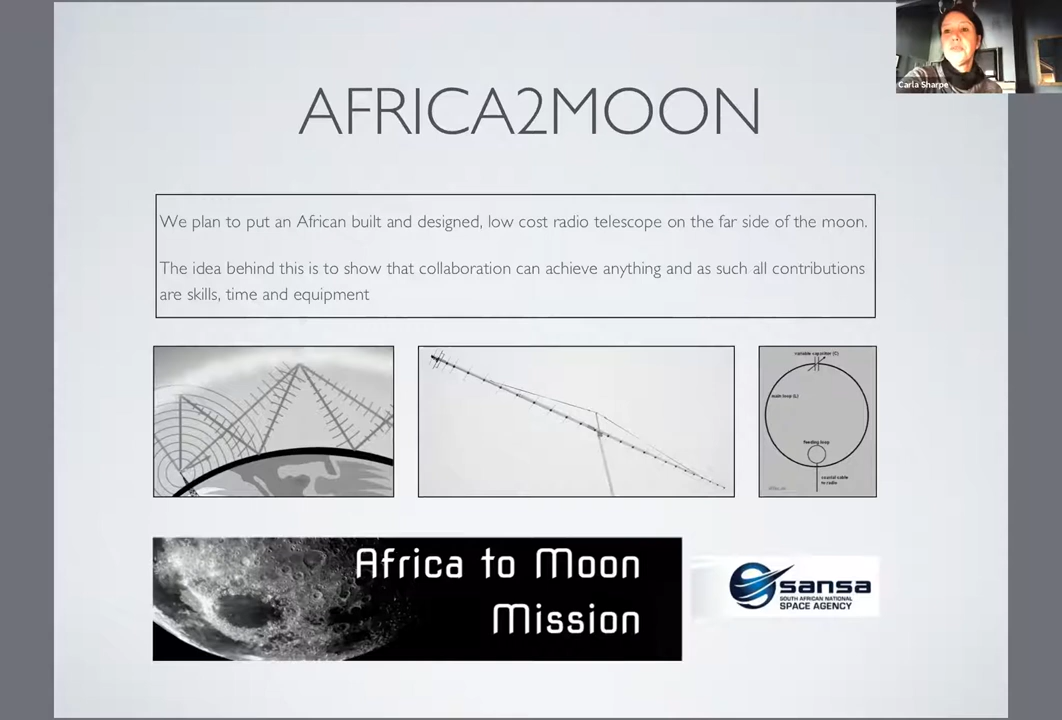 Carla Sharpe
AFRICA2MOON
We plan to put an African built and designed, low cost radio telescope on the far side of the moon.
The idea behind this is to show that collaboration can achieve anything and as such all contributions
are skills, time and equipment
variable capacitor (C)
main loop (L)
feeding loop
coaxial cable
to radio
Africa to Moon
Mission
sansa
SOUTH AFRICAN NATIONAL
SPACE AGENCY